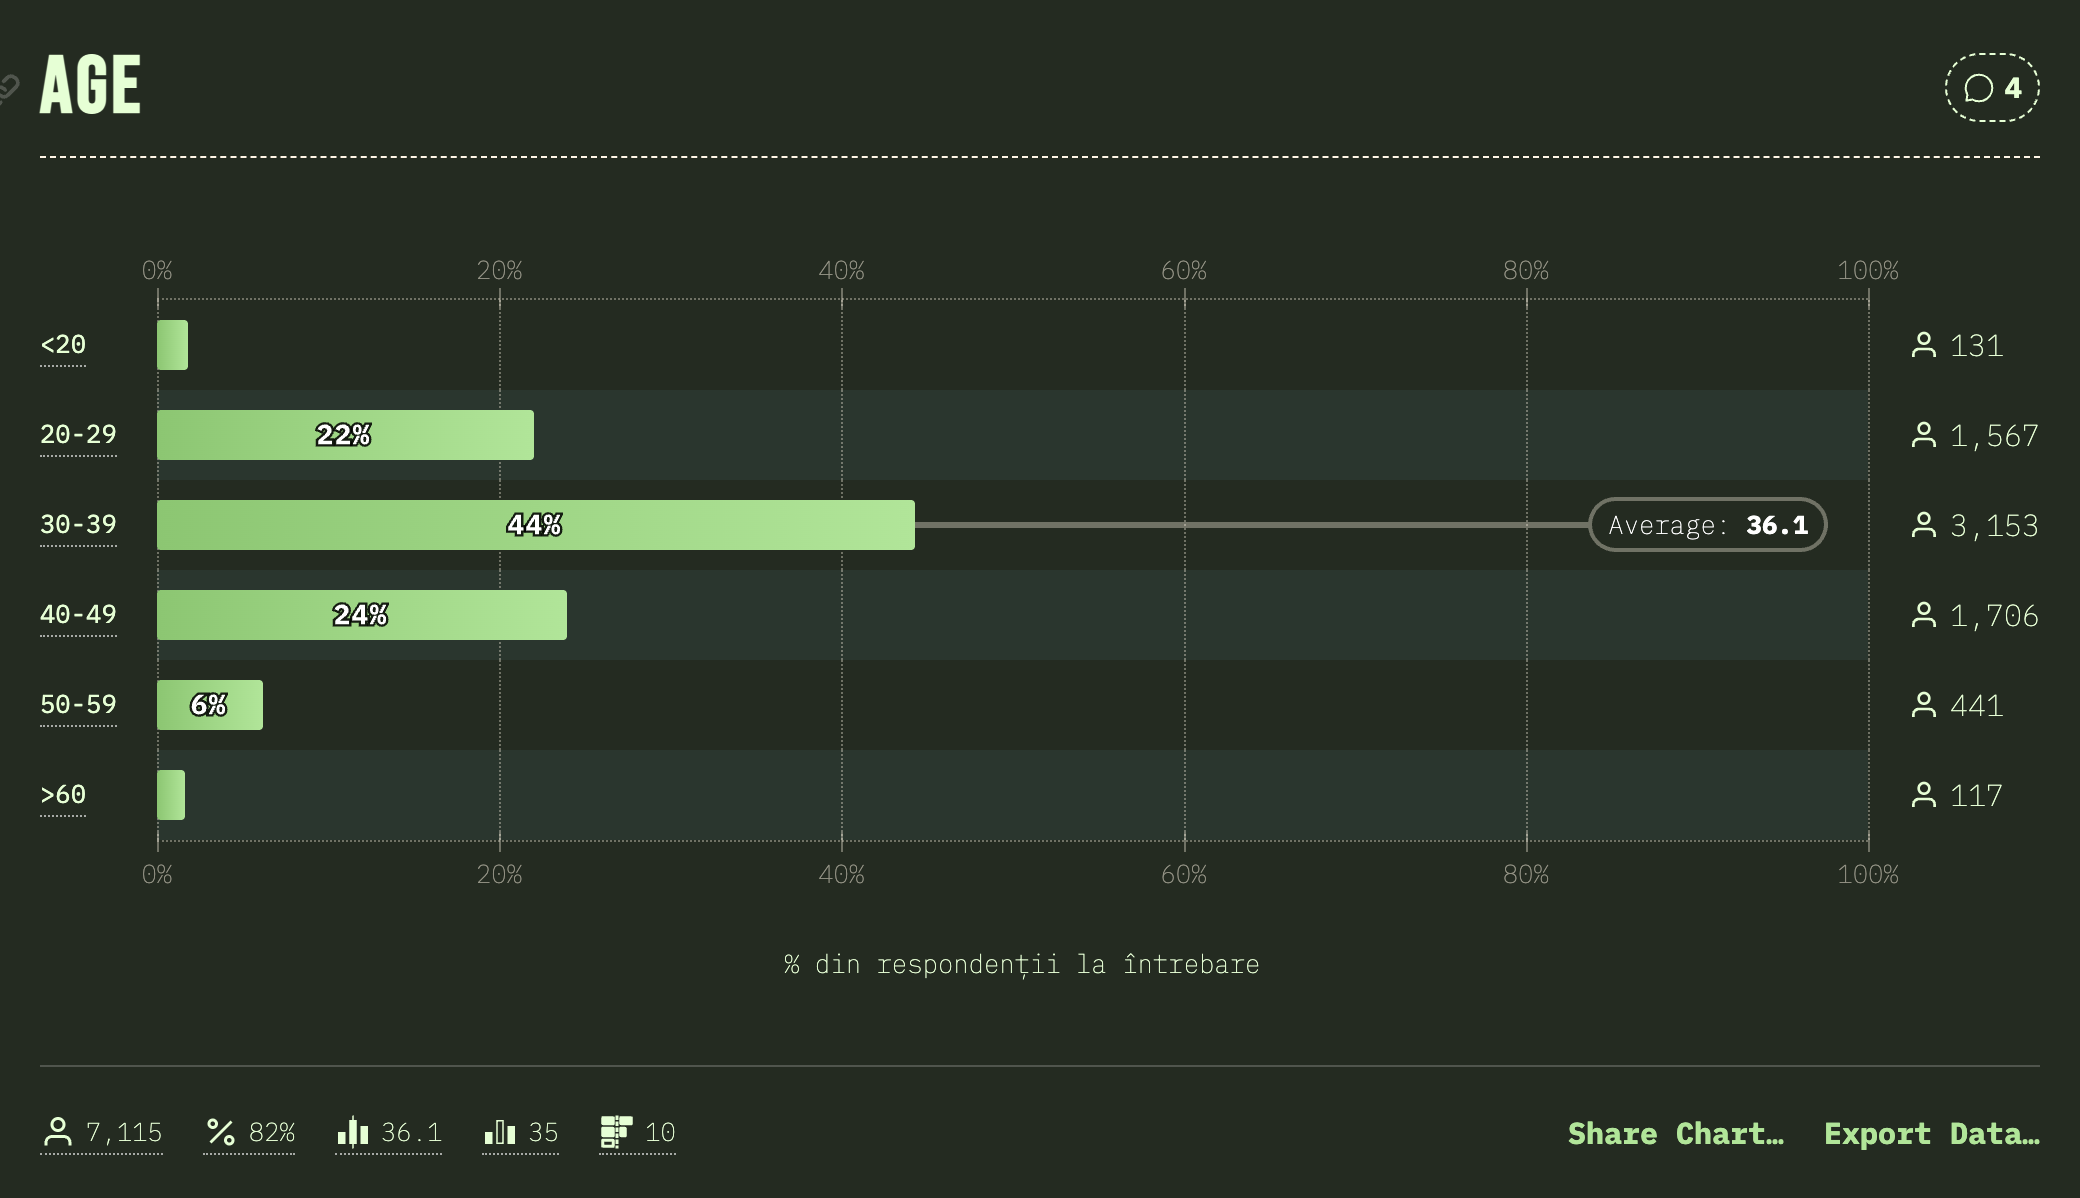 AGE
4
0% 20% 40% 60% 80% 100%
<20 131
20-29 22% 1,567
30-39 44% Average: 36.1 3,153
40-49 24% 1,706
50-59 6% 441
>60 117
0% 20% 40% 60% 80% 100%
% din respondenții la întrebare
7,115 82% 36.1 35 10 Share Chart… Export Data…